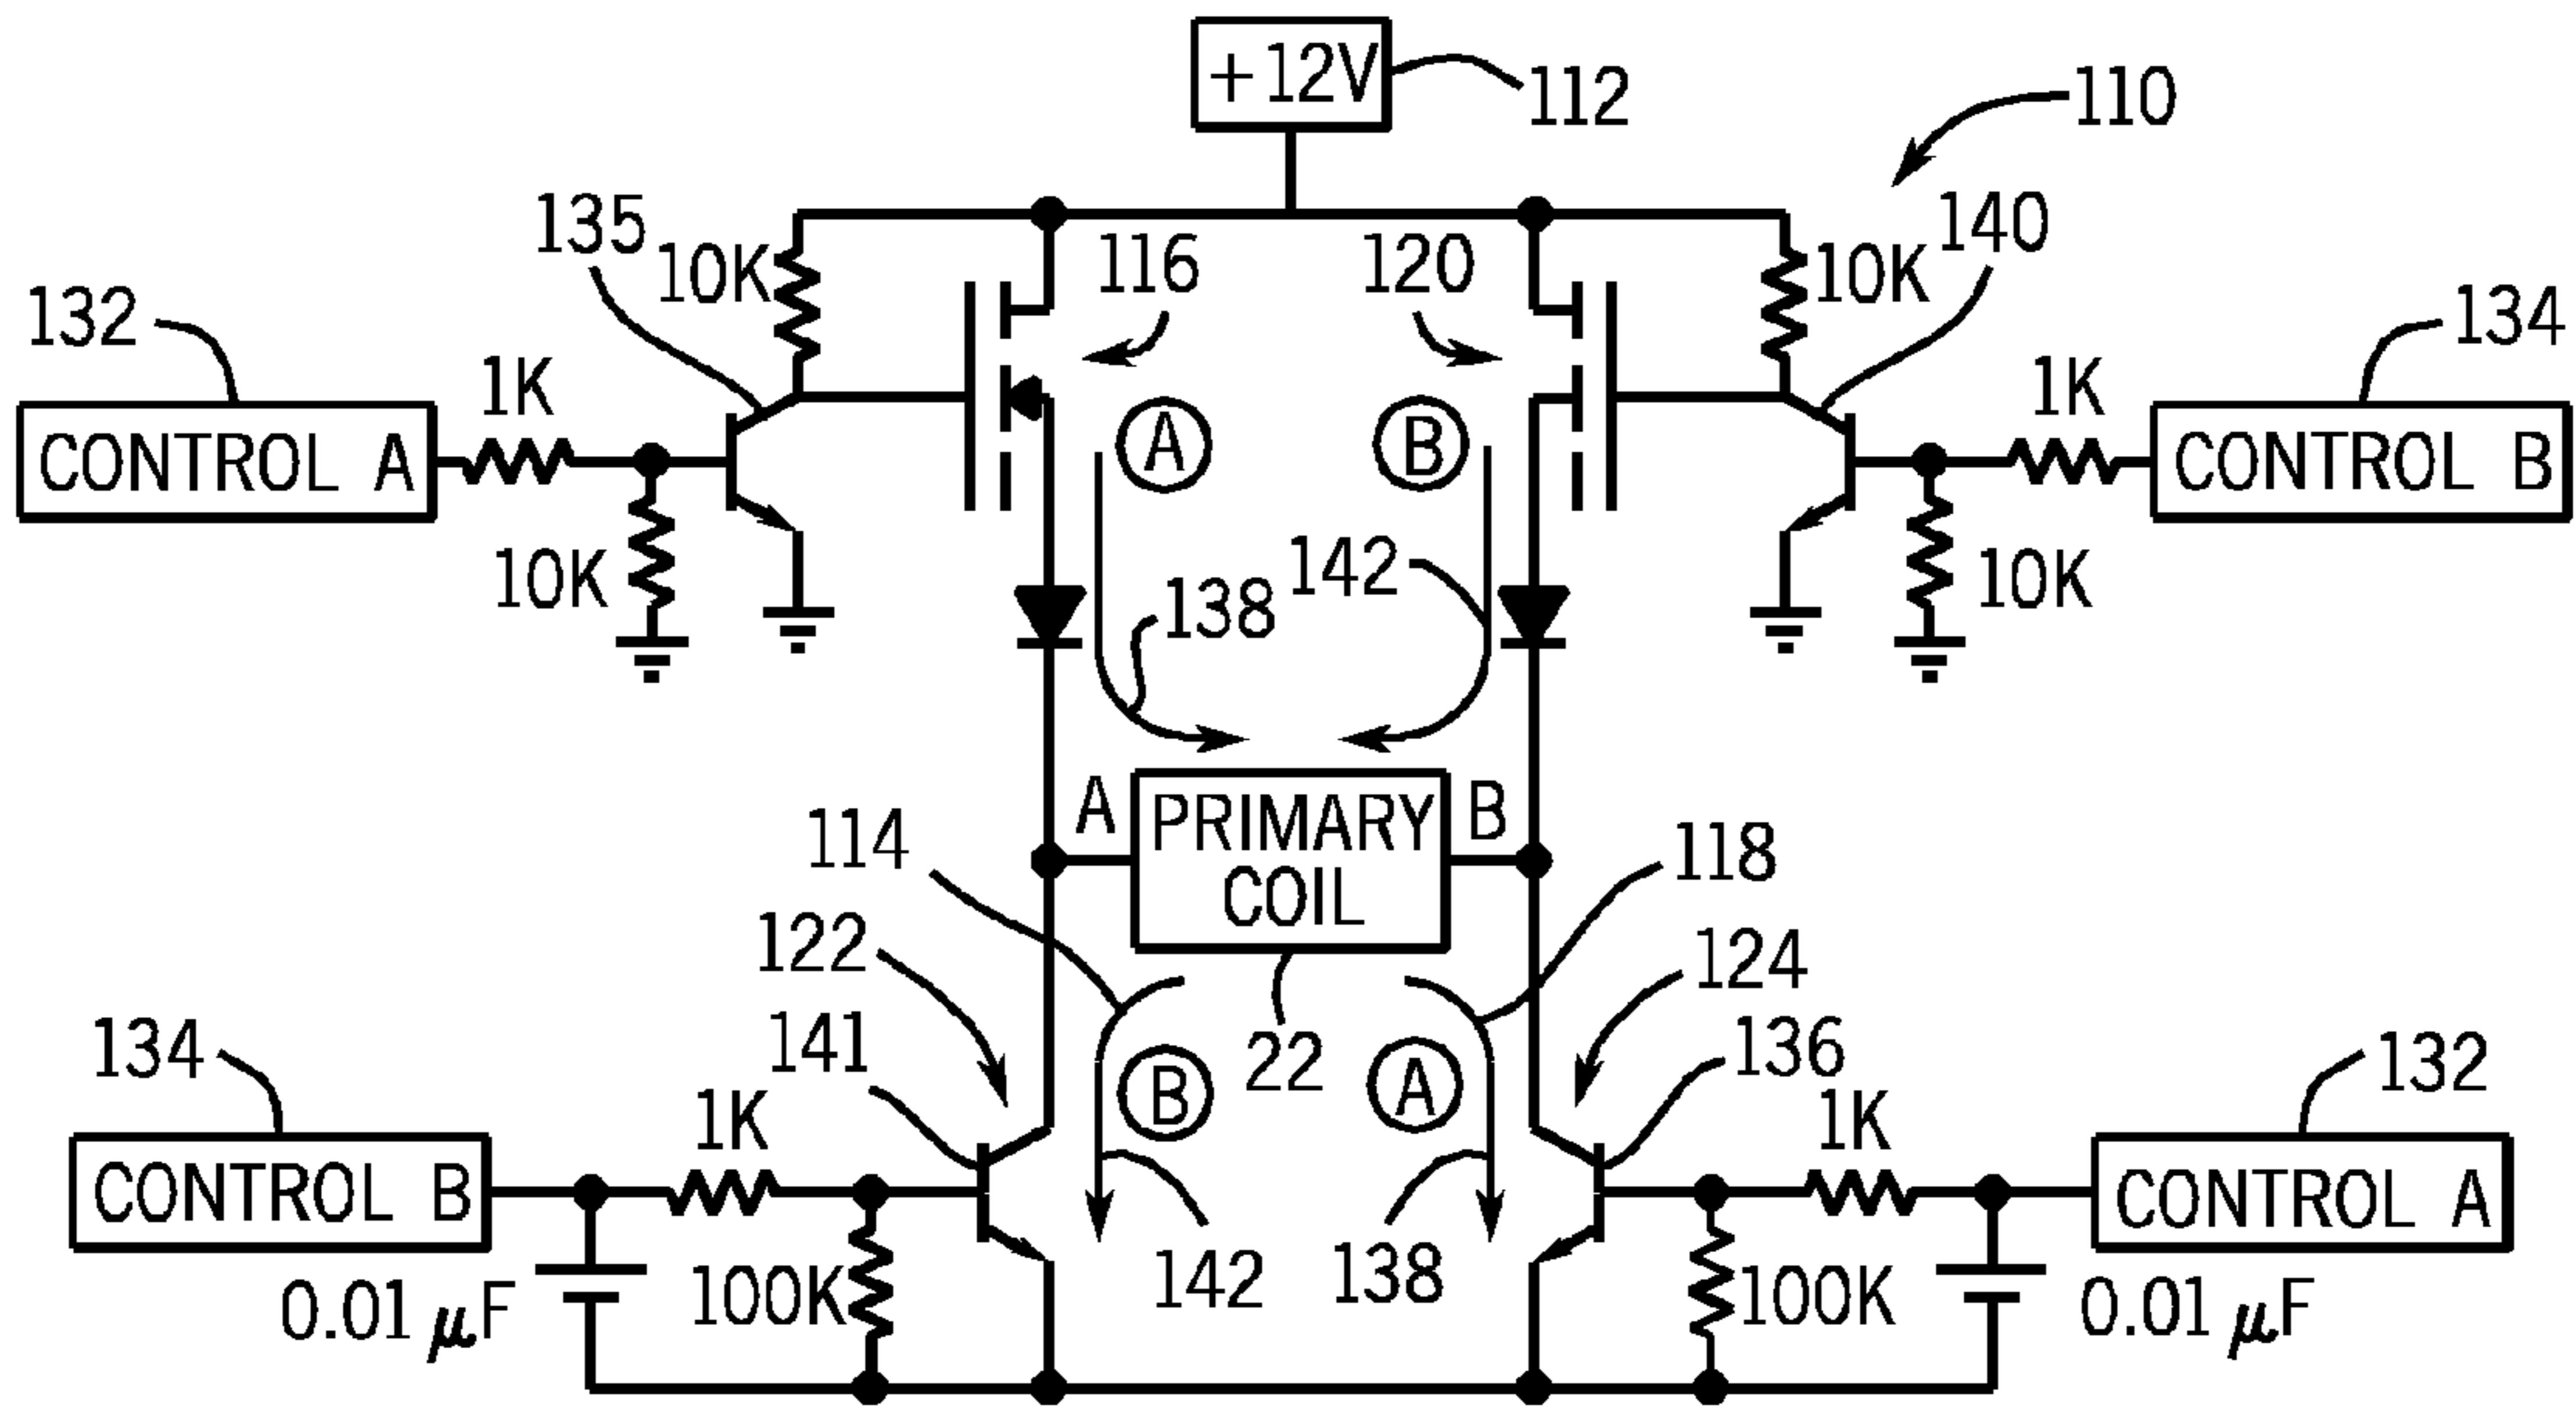 +12V
112
110
135
10K
116
120
10K
140
132
134
1K
1K
CONTROL A
A
B
CONTROL B
10K
142
10K
138
A
PRIMARY
COIL
B
114
118
122
124
141
22
136
134
132
1K
B
A
1K
CONTROL B
CONTROL A
0.01 μF
100K
142
138
100K
0.01 μF